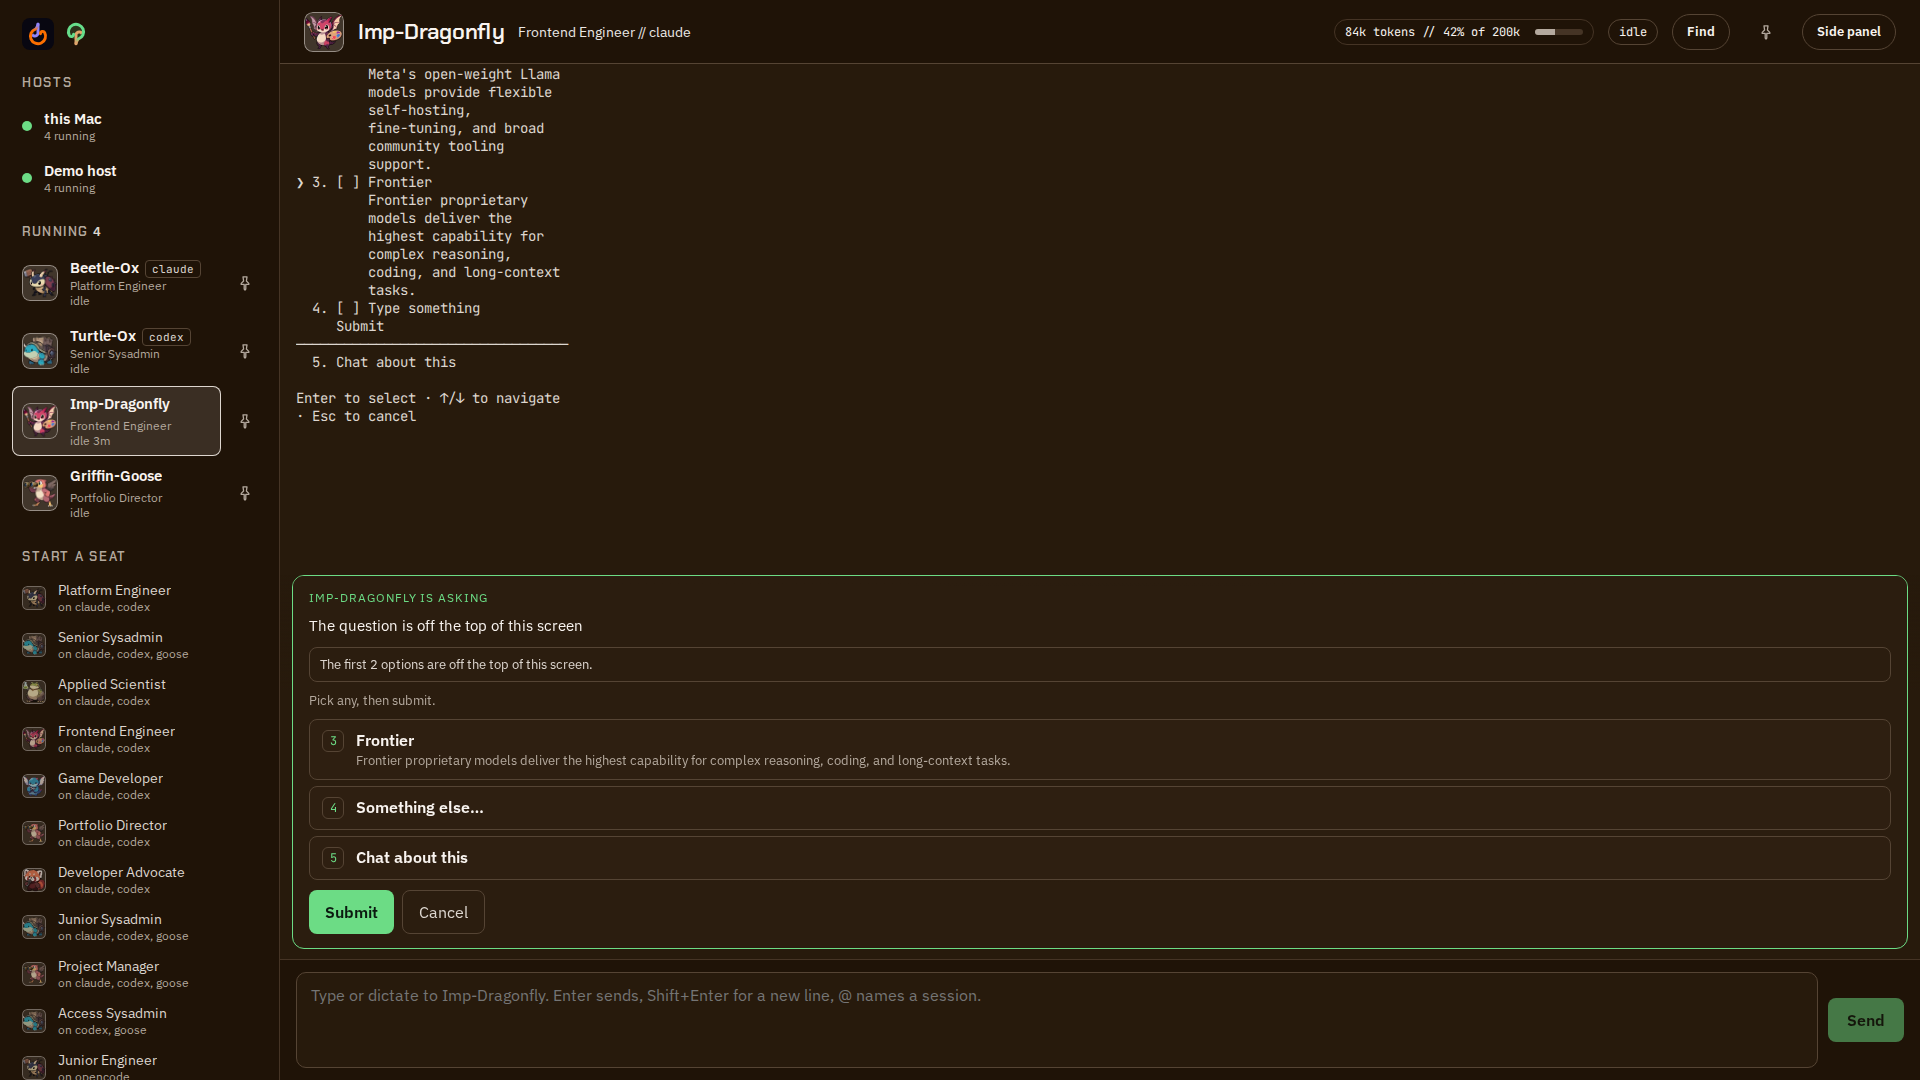 HOSTS
this Mac
4 running
Demo host
4 running
RUNNING 4
Beetle-Ox claude
Platform Engineer
idle
Turtle-Ox codex
Senior Sysadmin
idle
Imp-Dragonfly
Frontend Engineer
idle 3m
Griffin-Goose
Portfolio Director
idle
START A SEAT
Platform Engineer
on claude, codex
Senior Sysadmin
on claude, codex, goose
Applied Scientist
on claude, codex
Frontend Engineer
on claude, codex
Game Developer
on claude, codex
Portfolio Director
on claude, codex
Developer Advocate
on claude, codex
Junior Sysadmin
on claude, codex, goose
Project Manager
on claude, codex, goose
Access Sysadmin
on codex, goose
Junior Engineer
on opencode
Imp-Dragonfly Frontend Engineer // claude
84k tokens // 42% of 200k
idle
Find
Side panel
Meta's open-weight Llama
models provide flexible
self-hosting,
fine-tuning, and broad
community tooling
support.
❯ 3. [ ] Frontier
Frontier proprietary
models deliver the
highest capability for
complex reasoning,
coding, and long-context
tasks.
4. [ ] Type something
Submit
5. Chat about this
Enter to select · ↑/↓ to navigate
· Esc to cancel
IMP-DRAGONFLY IS ASKING
The question is off the top of this screen
The first 2 options are off the top of this screen.
Pick any, then submit.
3 Frontier
Frontier proprietary models deliver the highest capability for complex reasoning, coding, and long-context tasks.
4 Something else...
5 Chat about this
Submit
Cancel
Type or dictate to Imp-Dragonfly. Enter sends, Shift+Enter for a new line, @ names a session.
Send